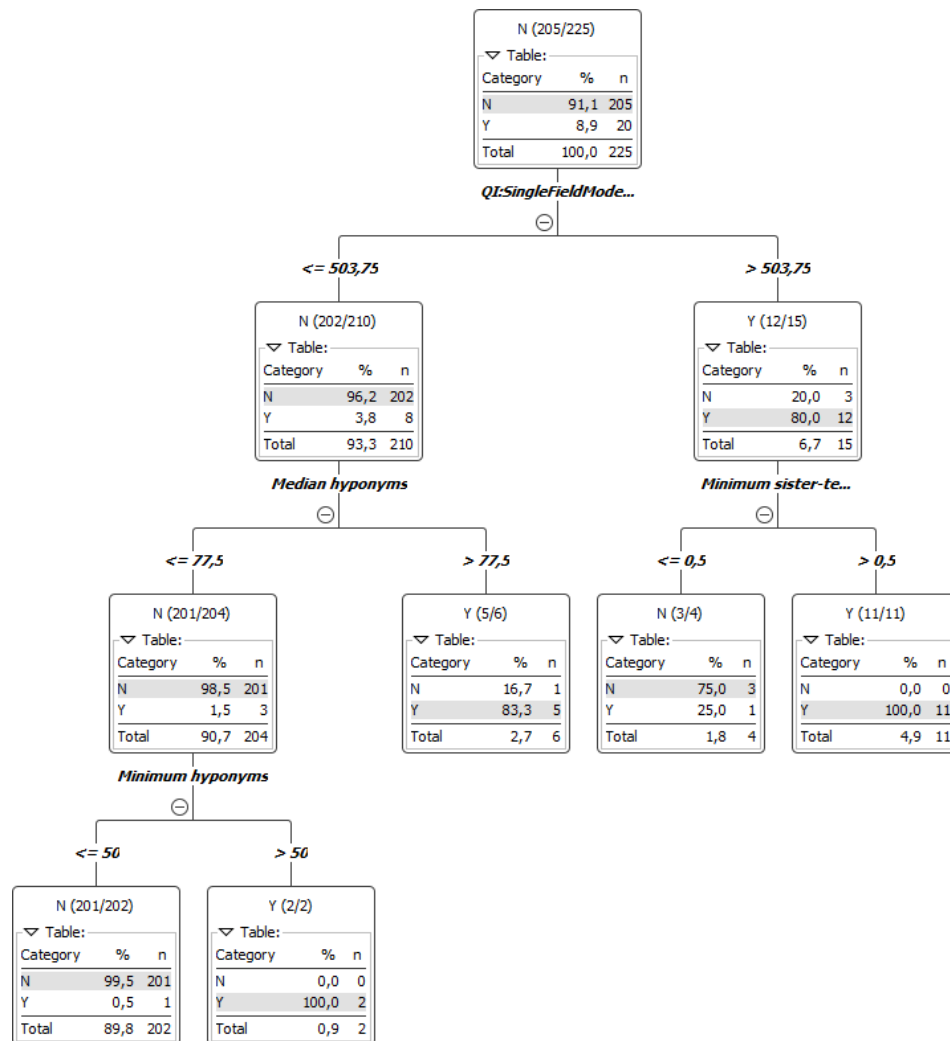 N (205/225)
Table:
Category % n
N 91,1 205
Y 8,9 20
Total 100,0 225
QI:SingleFieldMode...
<= 503,75
> 503,75
N (202/210)
Table:
Category % n
N 96,2 202
Y 3,8 8
Total 93,3 210
Median hyponyms
Y (12/15)
Table:
Category % n
N 20,0 3
Y 80,0 12
Total 6,7 15
Minimum sister-te...
<= 77,5
> 77,5
<= 0,5
> 0,5
N (201/204)
Table:
Category % n
N 98,5 201
Y 1,5 3
Total 90,7 204
Minimum hyponyms
Y (5/6)
Table:
Category % n
N 16,7 1
Y 83,3 5
Total 2,7 6
N (3/4)
Table:
Category % n
N 75,0 3
Y 25,0 1
Total 1,8 4
Y (11/11)
Table:
Category % n
N 0,0 0
Y 100,0 11
Total 4,9 11
<= 50
> 50
N (201/202)
Table:
Category % n
N 99,5 201
Y 0,5 1
Total 89,8 202
Y (2/2)
Table:
Category % n
N 0,0 0
Y 100,0 2
Total 0,9 2